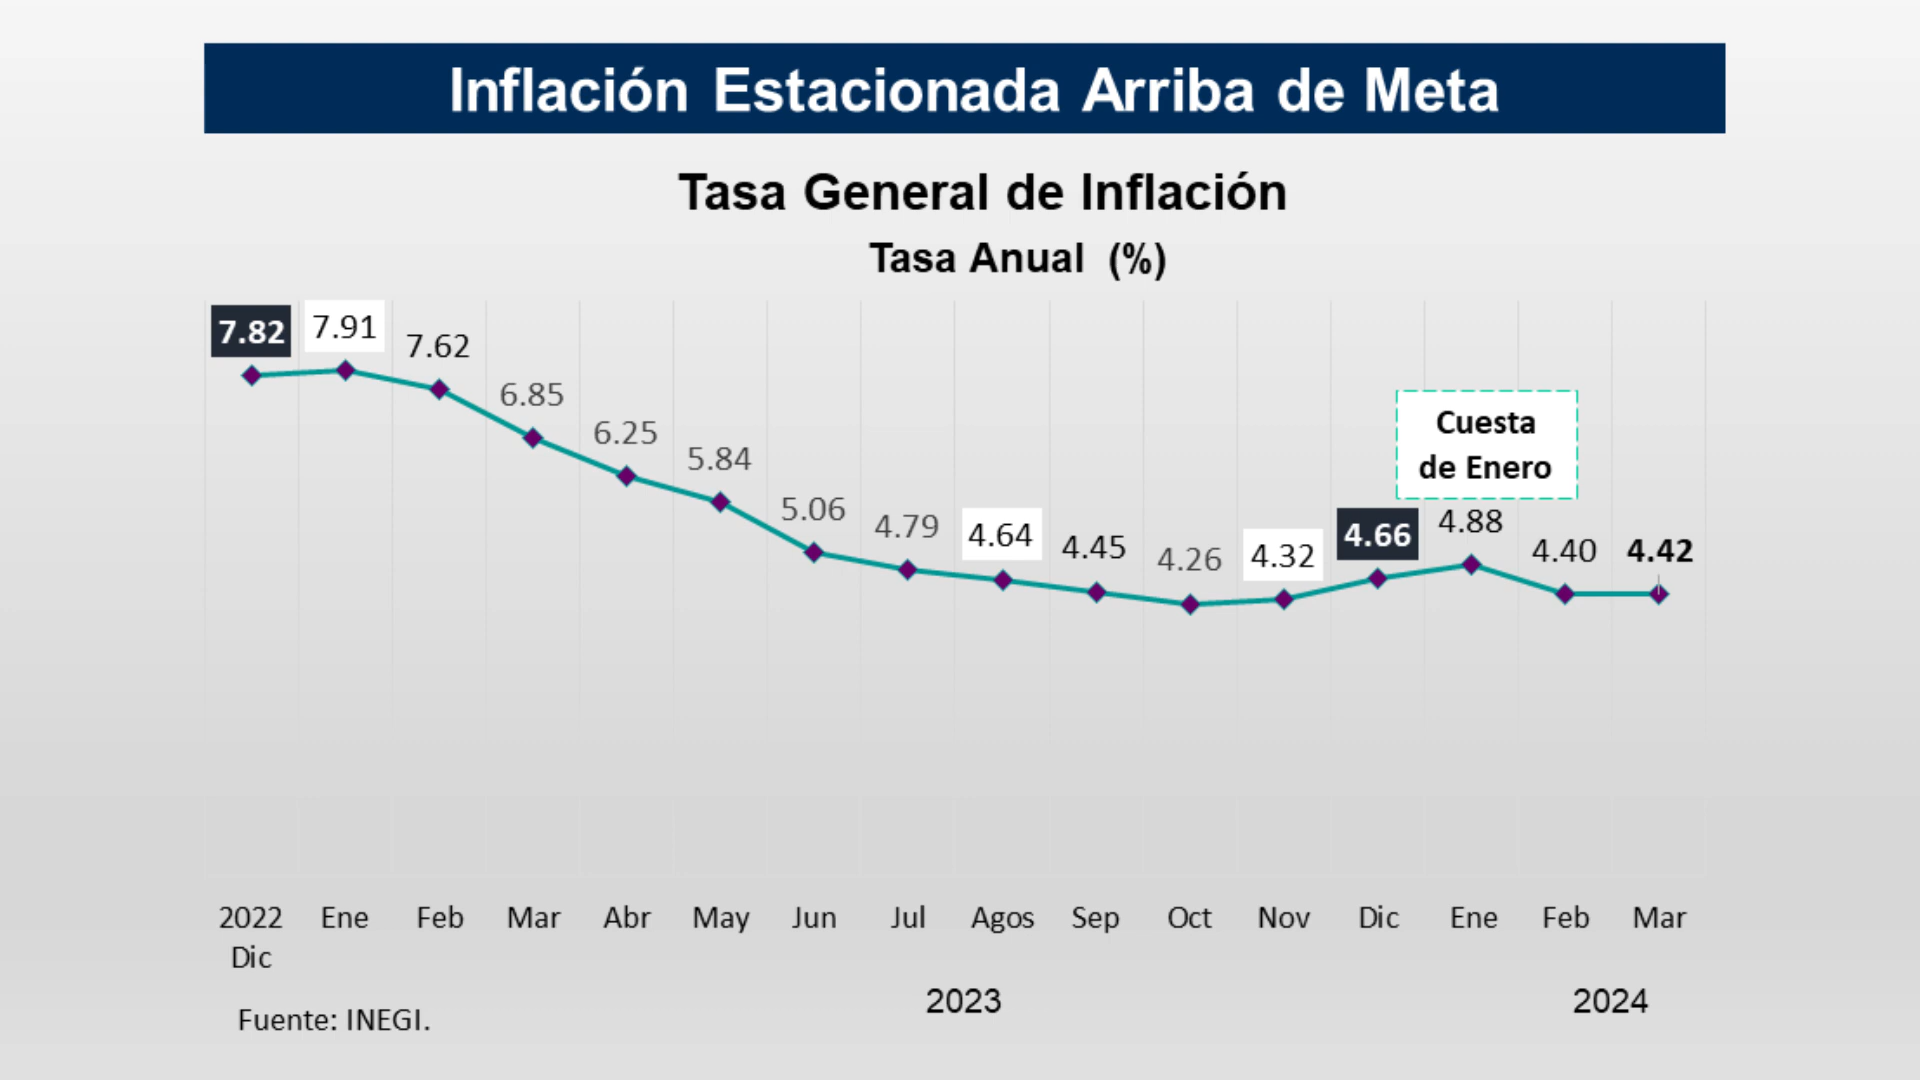 Inflación Estacionada Arriba de Meta
Tasa General de Inflación
Tasa Anual (%)
7.82 7.91 7.62 6.85 6.25 5.84 5.06 4.79 4.64 4.45 4.26 4.32 4.66 4.88 4.40 4.42
Cuesta
de Enero
2022 Ene Feb Mar Abr May Jun Jul Agos Sep Oct Nov Dic Ene Feb Mar
Dic
2023 2024
Fuente: INEGI.